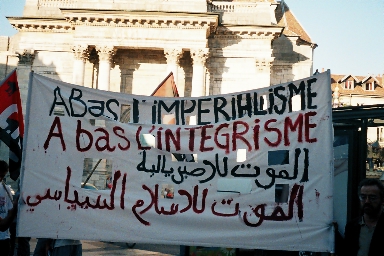 A Bas L'IMPERIALISME
A bas L'INTEGRISME
الموت للامبريالية
الموت للاسلام السياسي